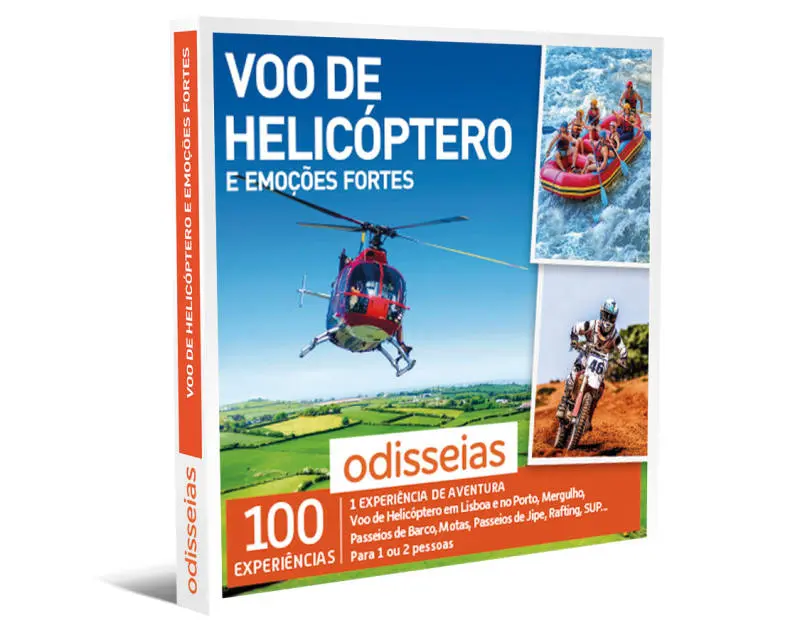 VOO DE HELICÓPTERO E EMOÇÕES FORTES
odisseias
VOO DE
HELICÓPTERO
E EMOÇÕES FORTES
46
odisseias
100
EXPERIÊNCIAS
1 EXPERIÊNCIA DE AVENTURA
Voo de Helicóptero em Lisboa e no Porto, Mergulho,
Passeios de Barco, Motas, Passeios de Jipe, Rafting, SUP...
Para 1 ou 2 pessoas